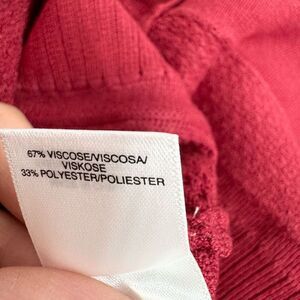 67% VISCOSE/VISCOSA/
VISKOSE
33% POLYESTER/POLIESTER